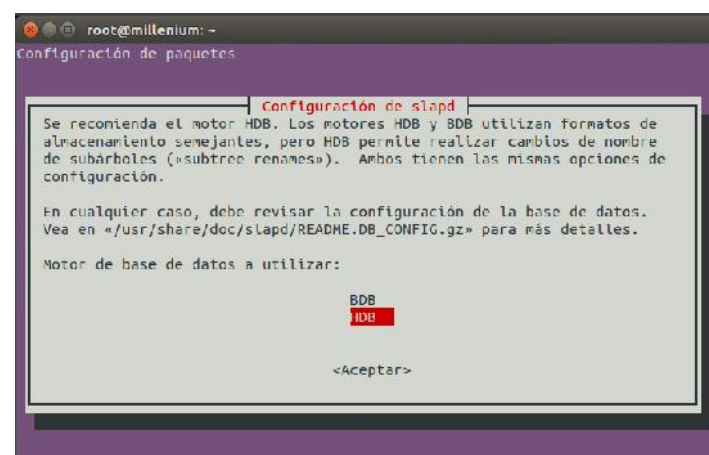 root@millenium: ~
Configuración de paquetes
Configuración de slapd
Se recomienda el motor HDB. Los motores HDB y BDB utilizan formatos de
almacenamiento semejantes, pero HDB permite realizar cambios de nombre
de subárboles («subtree renames»). Ambos tienen las mismas opciones de
configuración.
En cualquier caso, debe revisar la configuración de la base de datos.
Vea en «/usr/share/doc/slapd/README.DB_CONFIG.gz» para más detalles.
Motor de base de datos a utilizar:
BDB
HDB
<Aceptar>